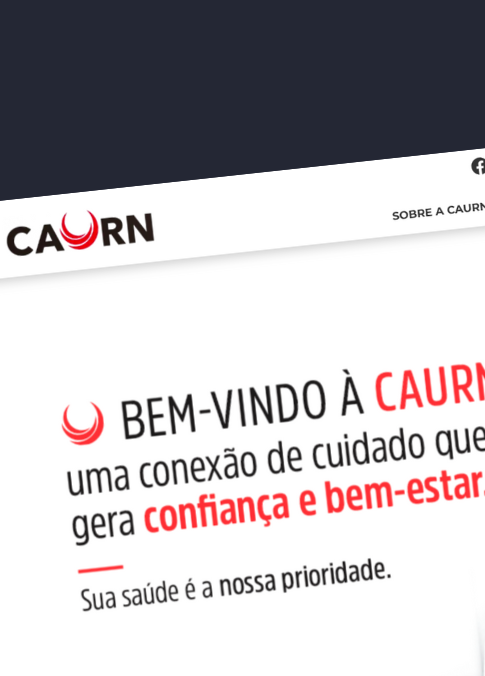 CAURN
SOBRE A CAURN
BEM-VINDO À CAURN
uma conexão de cuidado que
gera confiança e bem-estar.
Sua saúde é a nossa prioridade.